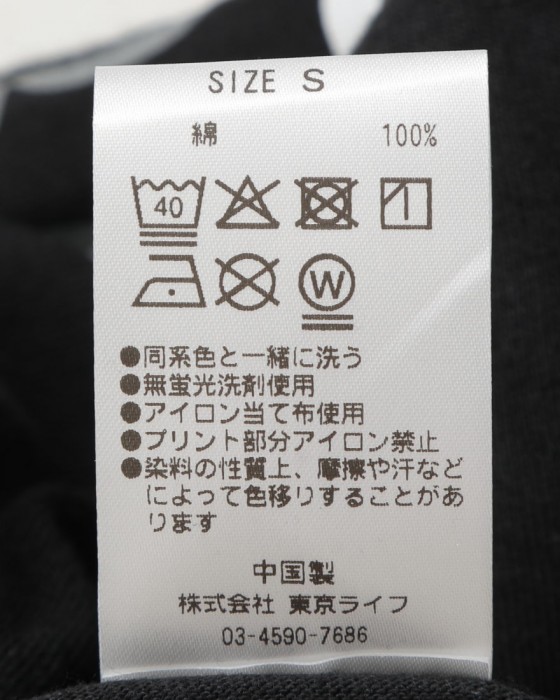 SIZE S
綿 100%
40
W
●同系色と一緒に洗う
●無蛍光洗剤使用
●アイロン当て布使用
●プリント部分アイロン禁止
●染料の性質上、摩擦や汗など
によって色移りすることがあ
ります
中国製
株式会社 東京ライフ
03-4590-7686